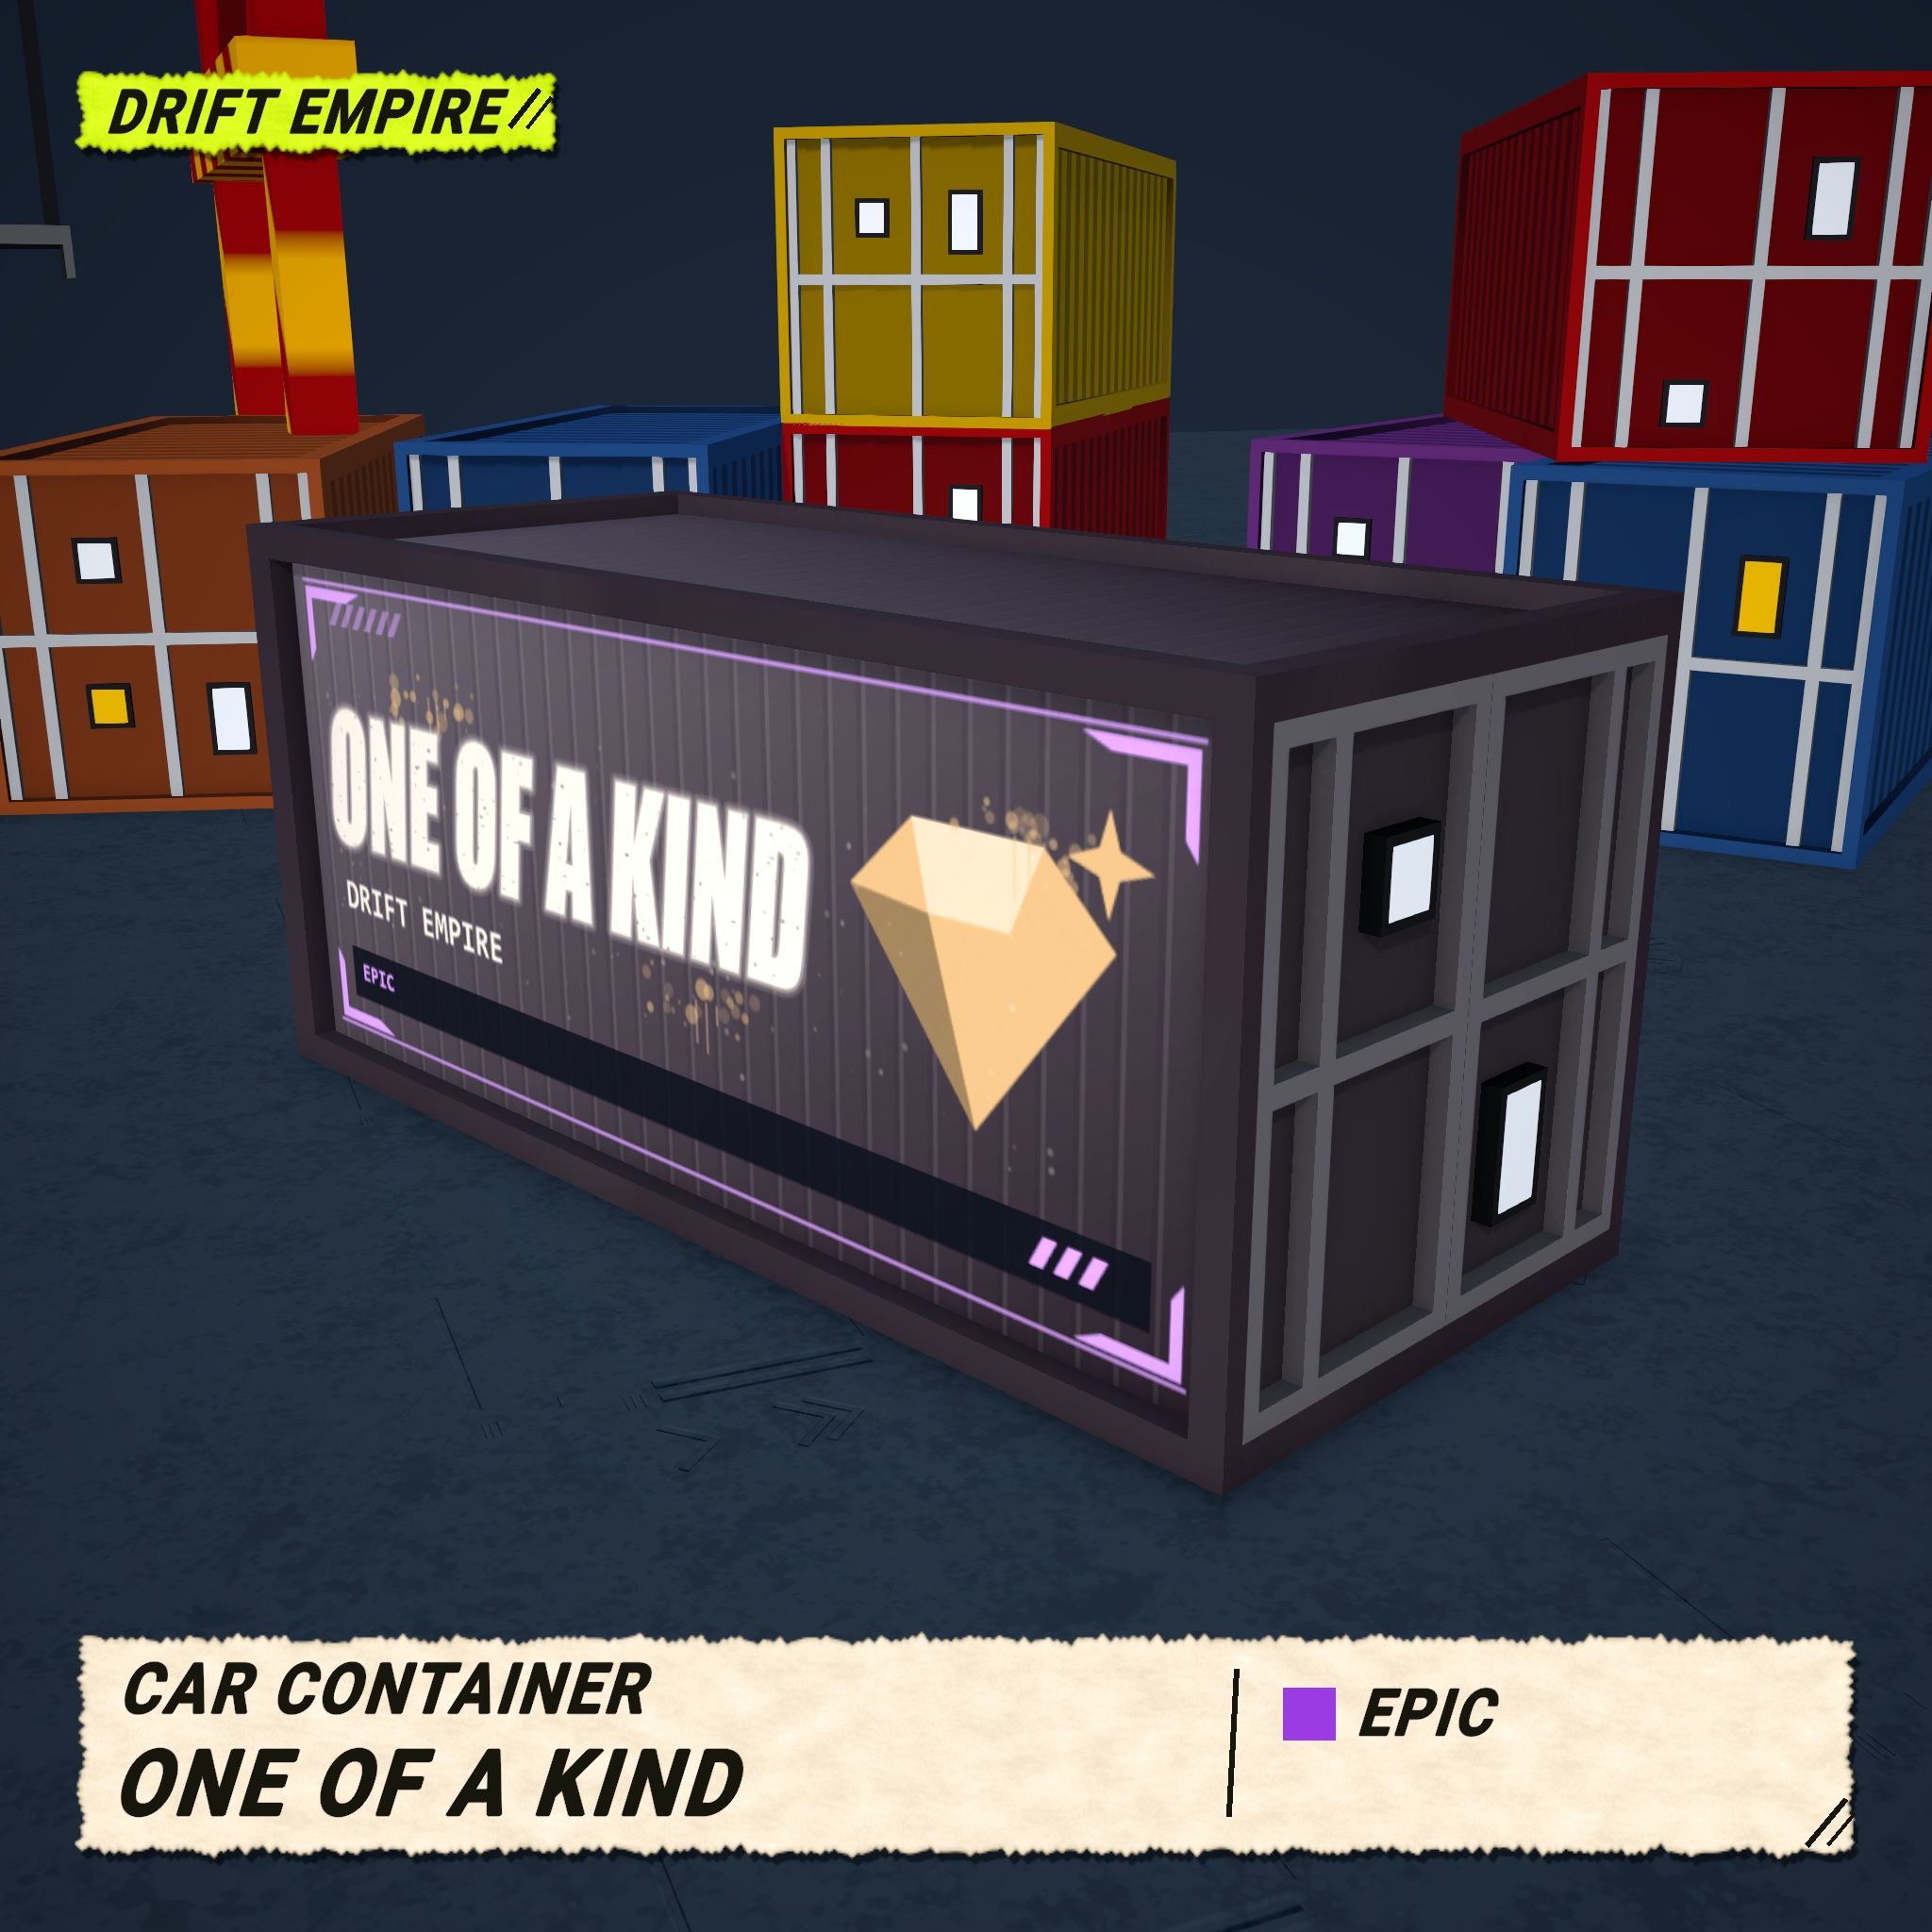 DRIFT EMPIRE//
ONE OF A KIND
DRIFT EMPIRE
EPIC
CAR CONTAINER
ONE OF A KIND
EPIC